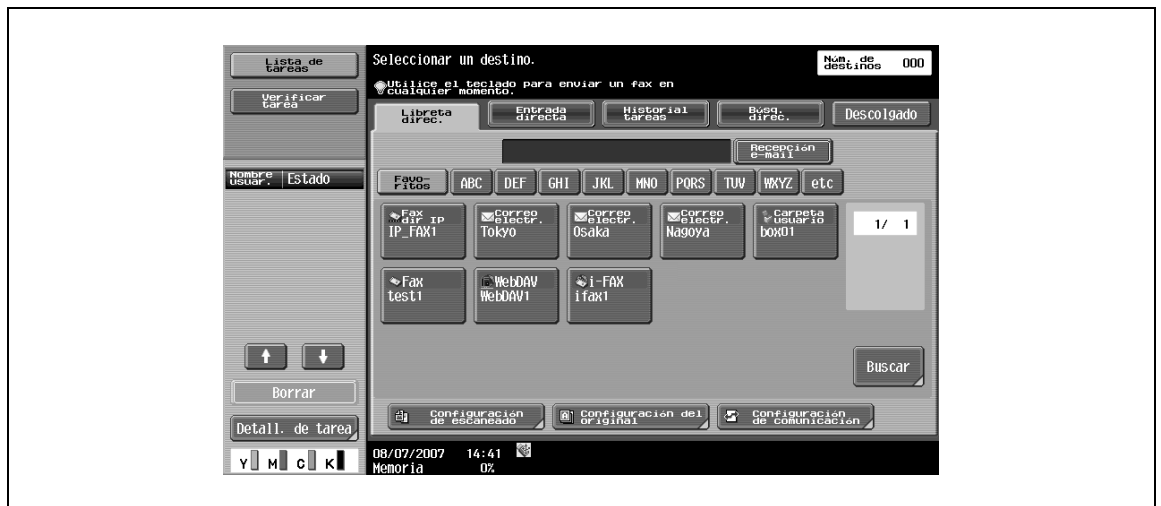 Lista de
tareas
Verificar
tarea
Nombre
usuar.
Estado
Borrar
Detall. de tarea
Y M C K
Seleccionar un destino.
Núm. de
destinos
000
Utilice el teclado para enviar un fax en
cualquier momento.
Libreta
direc.
Entrada
directa
Historial
tareas
Búsq.
direc.
Descolgado
Recepción
e-mail
Favo-
ritos
ABC DEF GHI JKL MNO PQRS TUV WXYZ etc
Fax
dir IP
IP_FAX1
Correo
electr.
Tokyo
Correo
electr.
Osaka
Correo
electr.
Nagoya
Carpeta
usuario
box01
1/ 1
Fax
test1
WebDAV
WebDAV1
i-FAX
ifax1
Buscar
Configuración
de escaneado
Configuración del
original
Configuración
de comunicación
08/07/2007 14:41
Memoria 0%